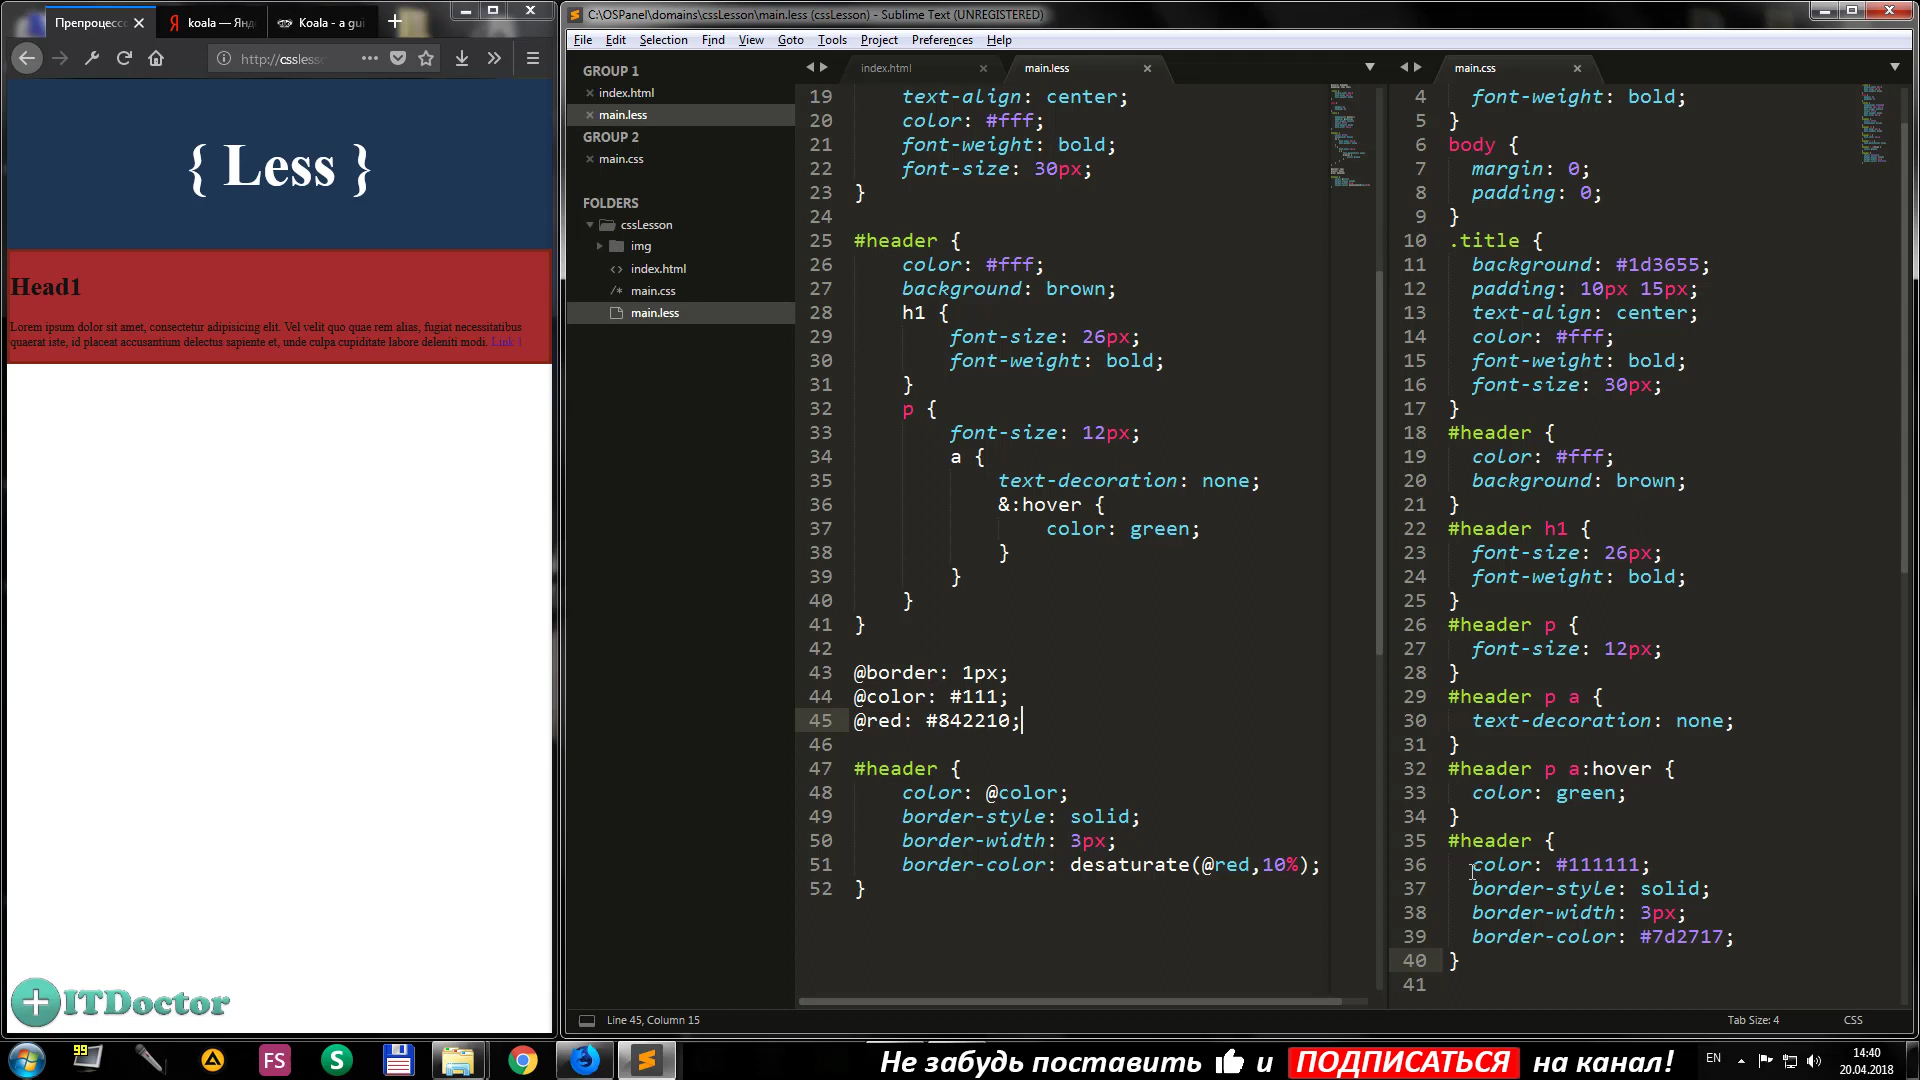 Препроцессо
koala — Янд
Koala - a gui
http://cssless
{ Less }
Head1
Lorem ipsum dolor sit amet, consectetur adipisicing elit. Vel velit quo quae rem alias, fugiat necessitatibus
quaerat iste, id placeat accusantium delectus sapiente et, unde culpa cupiditate labore deleniti modi. Link 1
ITDoctor
C:\OSPanel\domains\cssLesson\main.less (cssLesson) - Sublime Text (UNREGISTERED)
File Edit Selection Find View Goto Tools Project Preferences Help
GROUP 1
index.html
main.less
GROUP 2
main.css
FOLDERS
cssLesson
img
index.html
main.css
main.less
index.html
main.less
19 text-align: center;
20 color: #fff;
21 font-weight: bold;
22 font-size: 30px;
23 }
24
25 #header {
26 color: #fff;
27 background: brown;
28 h1 {
29 font-size: 26px;
30 font-weight: bold;
31 }
32 p {
33 font-size: 12px;
34 a {
35 text-decoration: none;
36 &:hover {
37 color: green;
38 }
39 }
40 }
41 }
42
43 @border: 1px;
44 @color: #111;
45 @red: #842210;
46
47 #header {
48 color: @color;
49 border-style: solid;
50 border-width: 3px;
51 border-color: desaturate(@red,10%);
52 }
main.css
4 font-weight: bold;
5 }
6 body {
7 margin: 0;
8 padding: 0;
9 }
10 .title {
11 background: #1d3655;
12 padding: 10px 15px;
13 text-align: center;
14 color: #fff;
15 font-weight: bold;
16 font-size: 30px;
17 }
18 #header {
19 color: #fff;
20 background: brown;
21 }
22 #header h1 {
23 font-size: 26px;
24 font-weight: bold;
25 }
26 #header p {
27 font-size: 12px;
28 }
29 #header p a {
30 text-decoration: none;
31 }
32 #header p a:hover {
33 color: green;
34 }
35 #header {
36 color: #111111;
37 border-style: solid;
38 border-width: 3px;
39 border-color: #7d2717;
40 }
41
Line 45, Column 15
Tab Size: 4
CSS
99
FS
S
Не забудь поставить и ПОДПИСАТЬСЯ на канал!
EN
14:40
20.04.2018